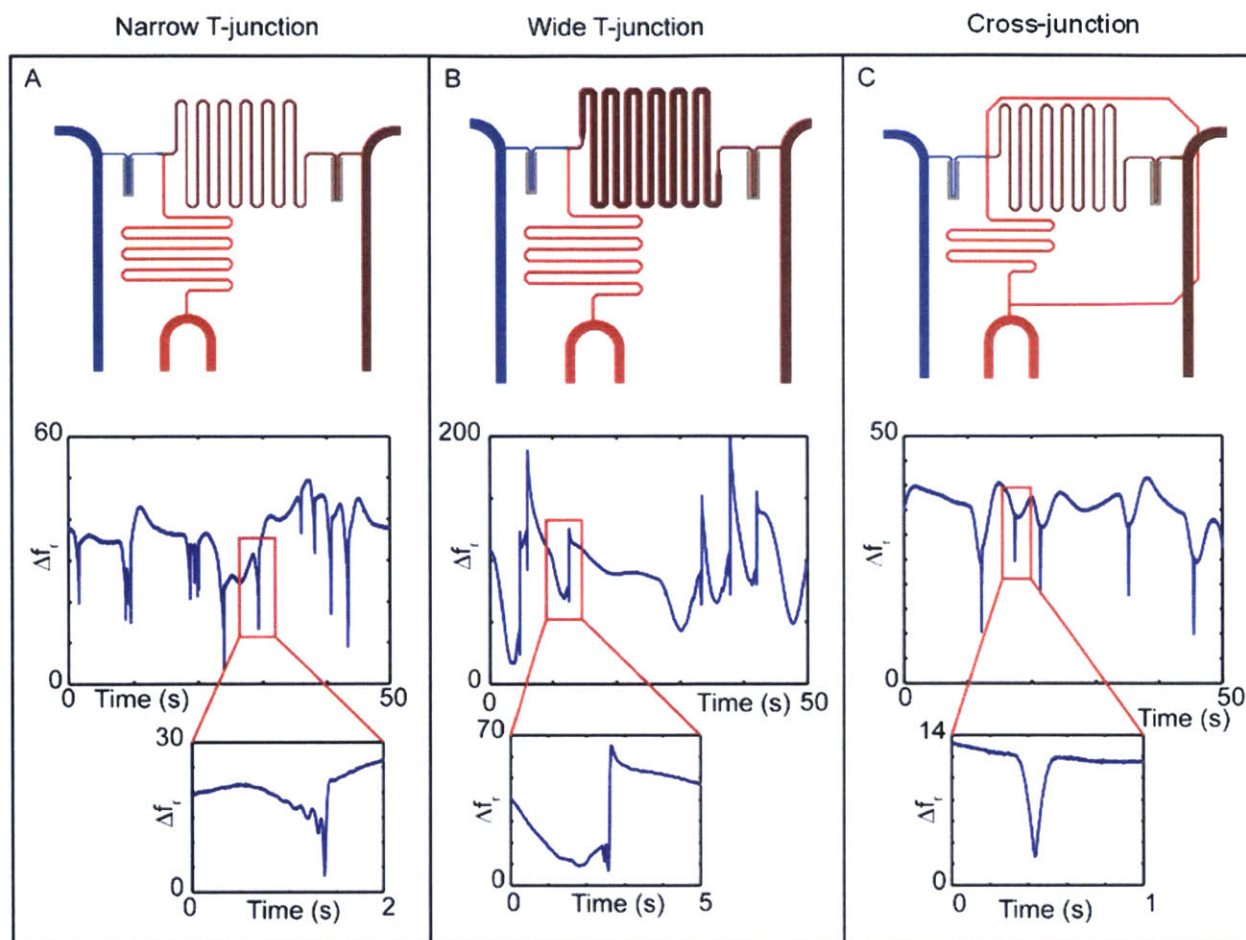 Narrow T-junction
Wide T-junction
Cross-junction
A
B
C
60
Δfr
0
0
Time (s)
50
200
Δfr
0
0
Time (s)
50
50
Δfr
0
0
50
Time (s)
30
Δfr
0
0
Time (s)
2
70
Δfr
0
0
Time (s)
5
14
Δfr
0
0
Time (s)
1